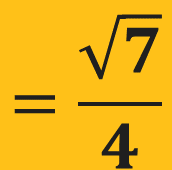 = √7/4